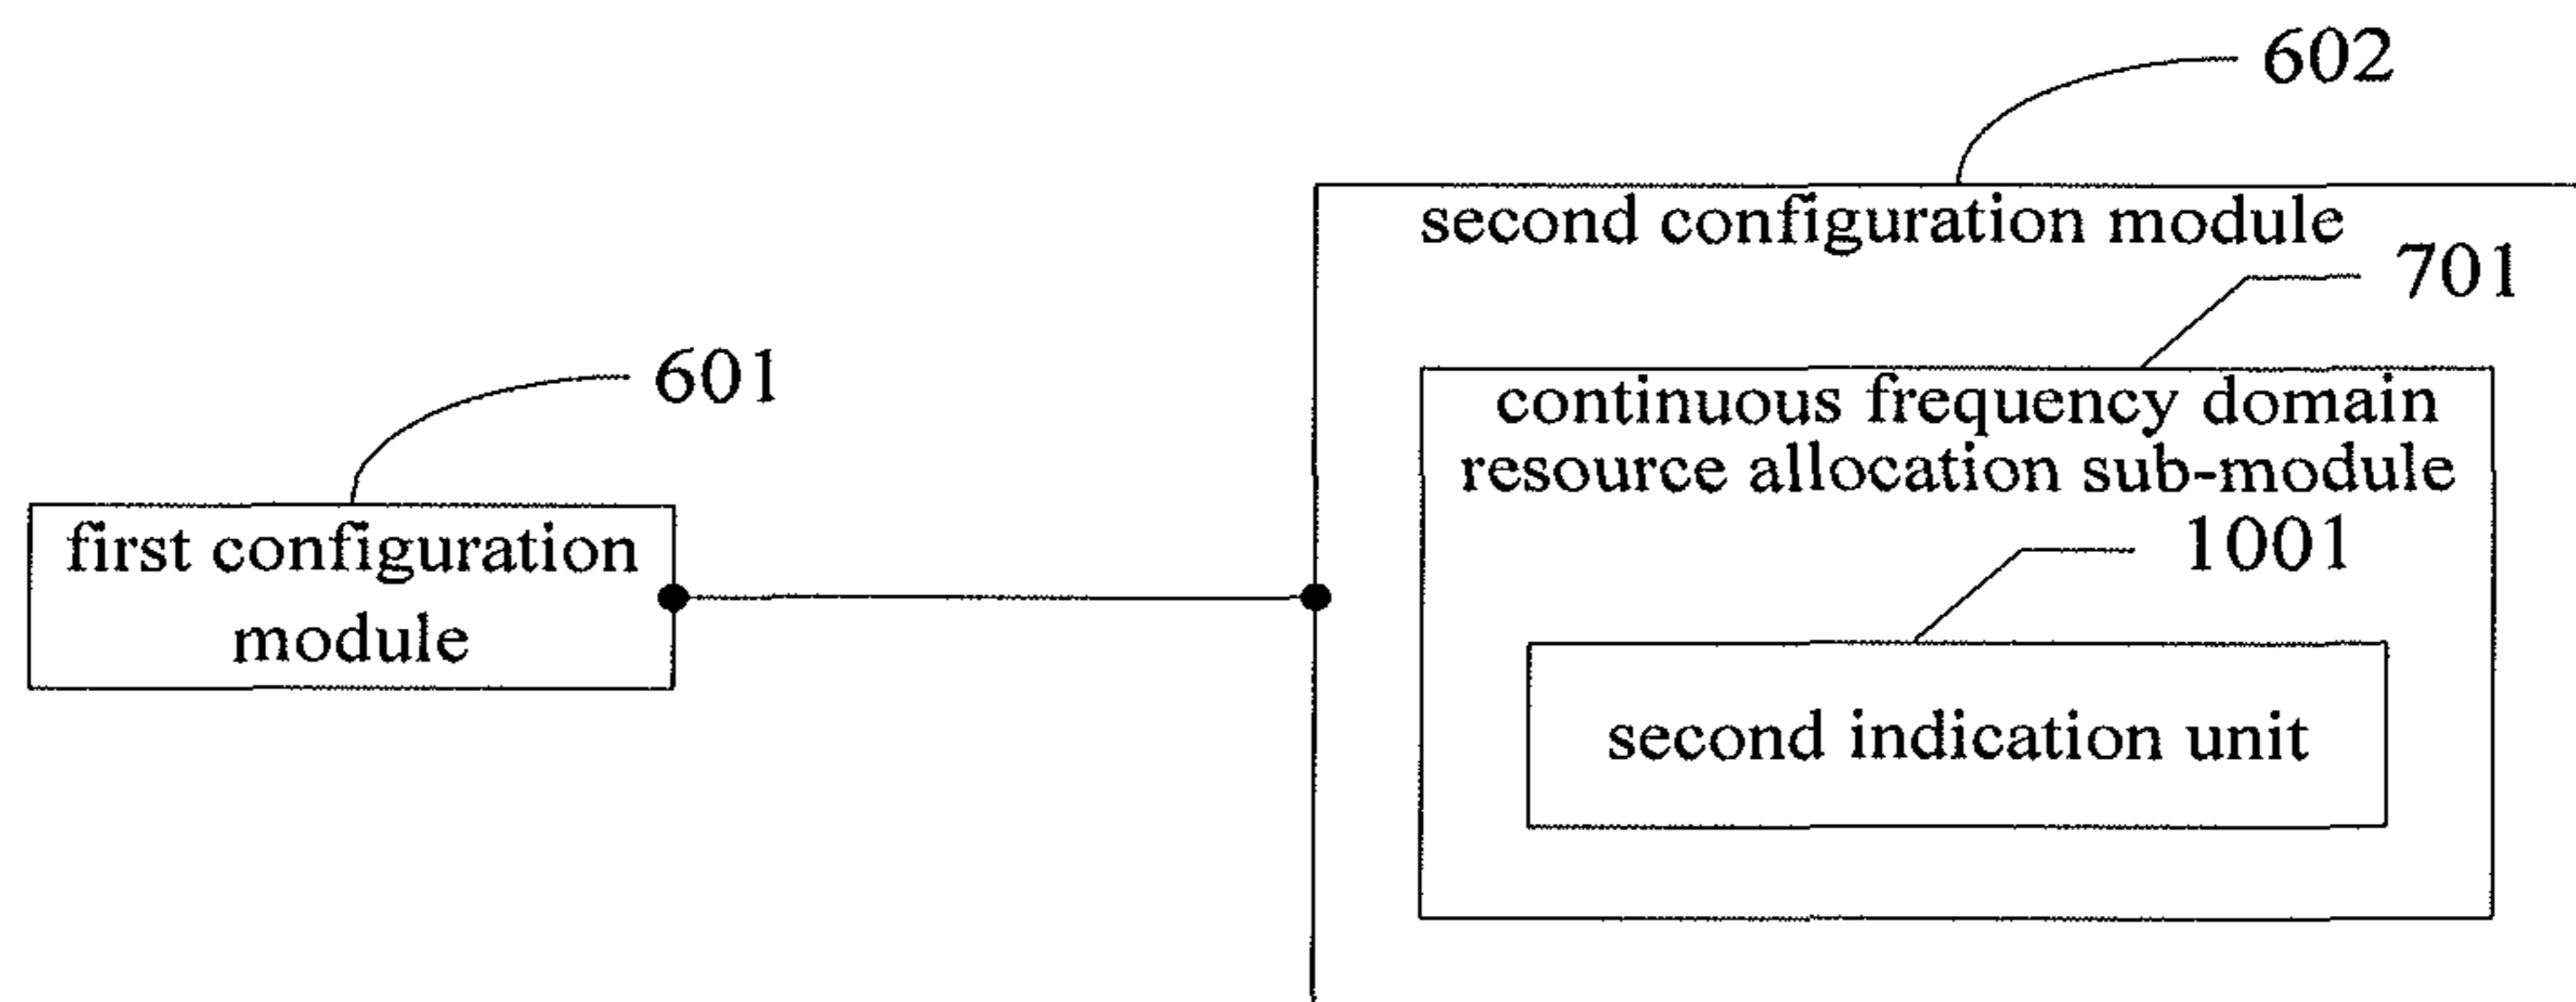 602
second configuration module
701
601
continuous frequency domain
resource allocation sub-module
first configuration
module
1001
second indication unit